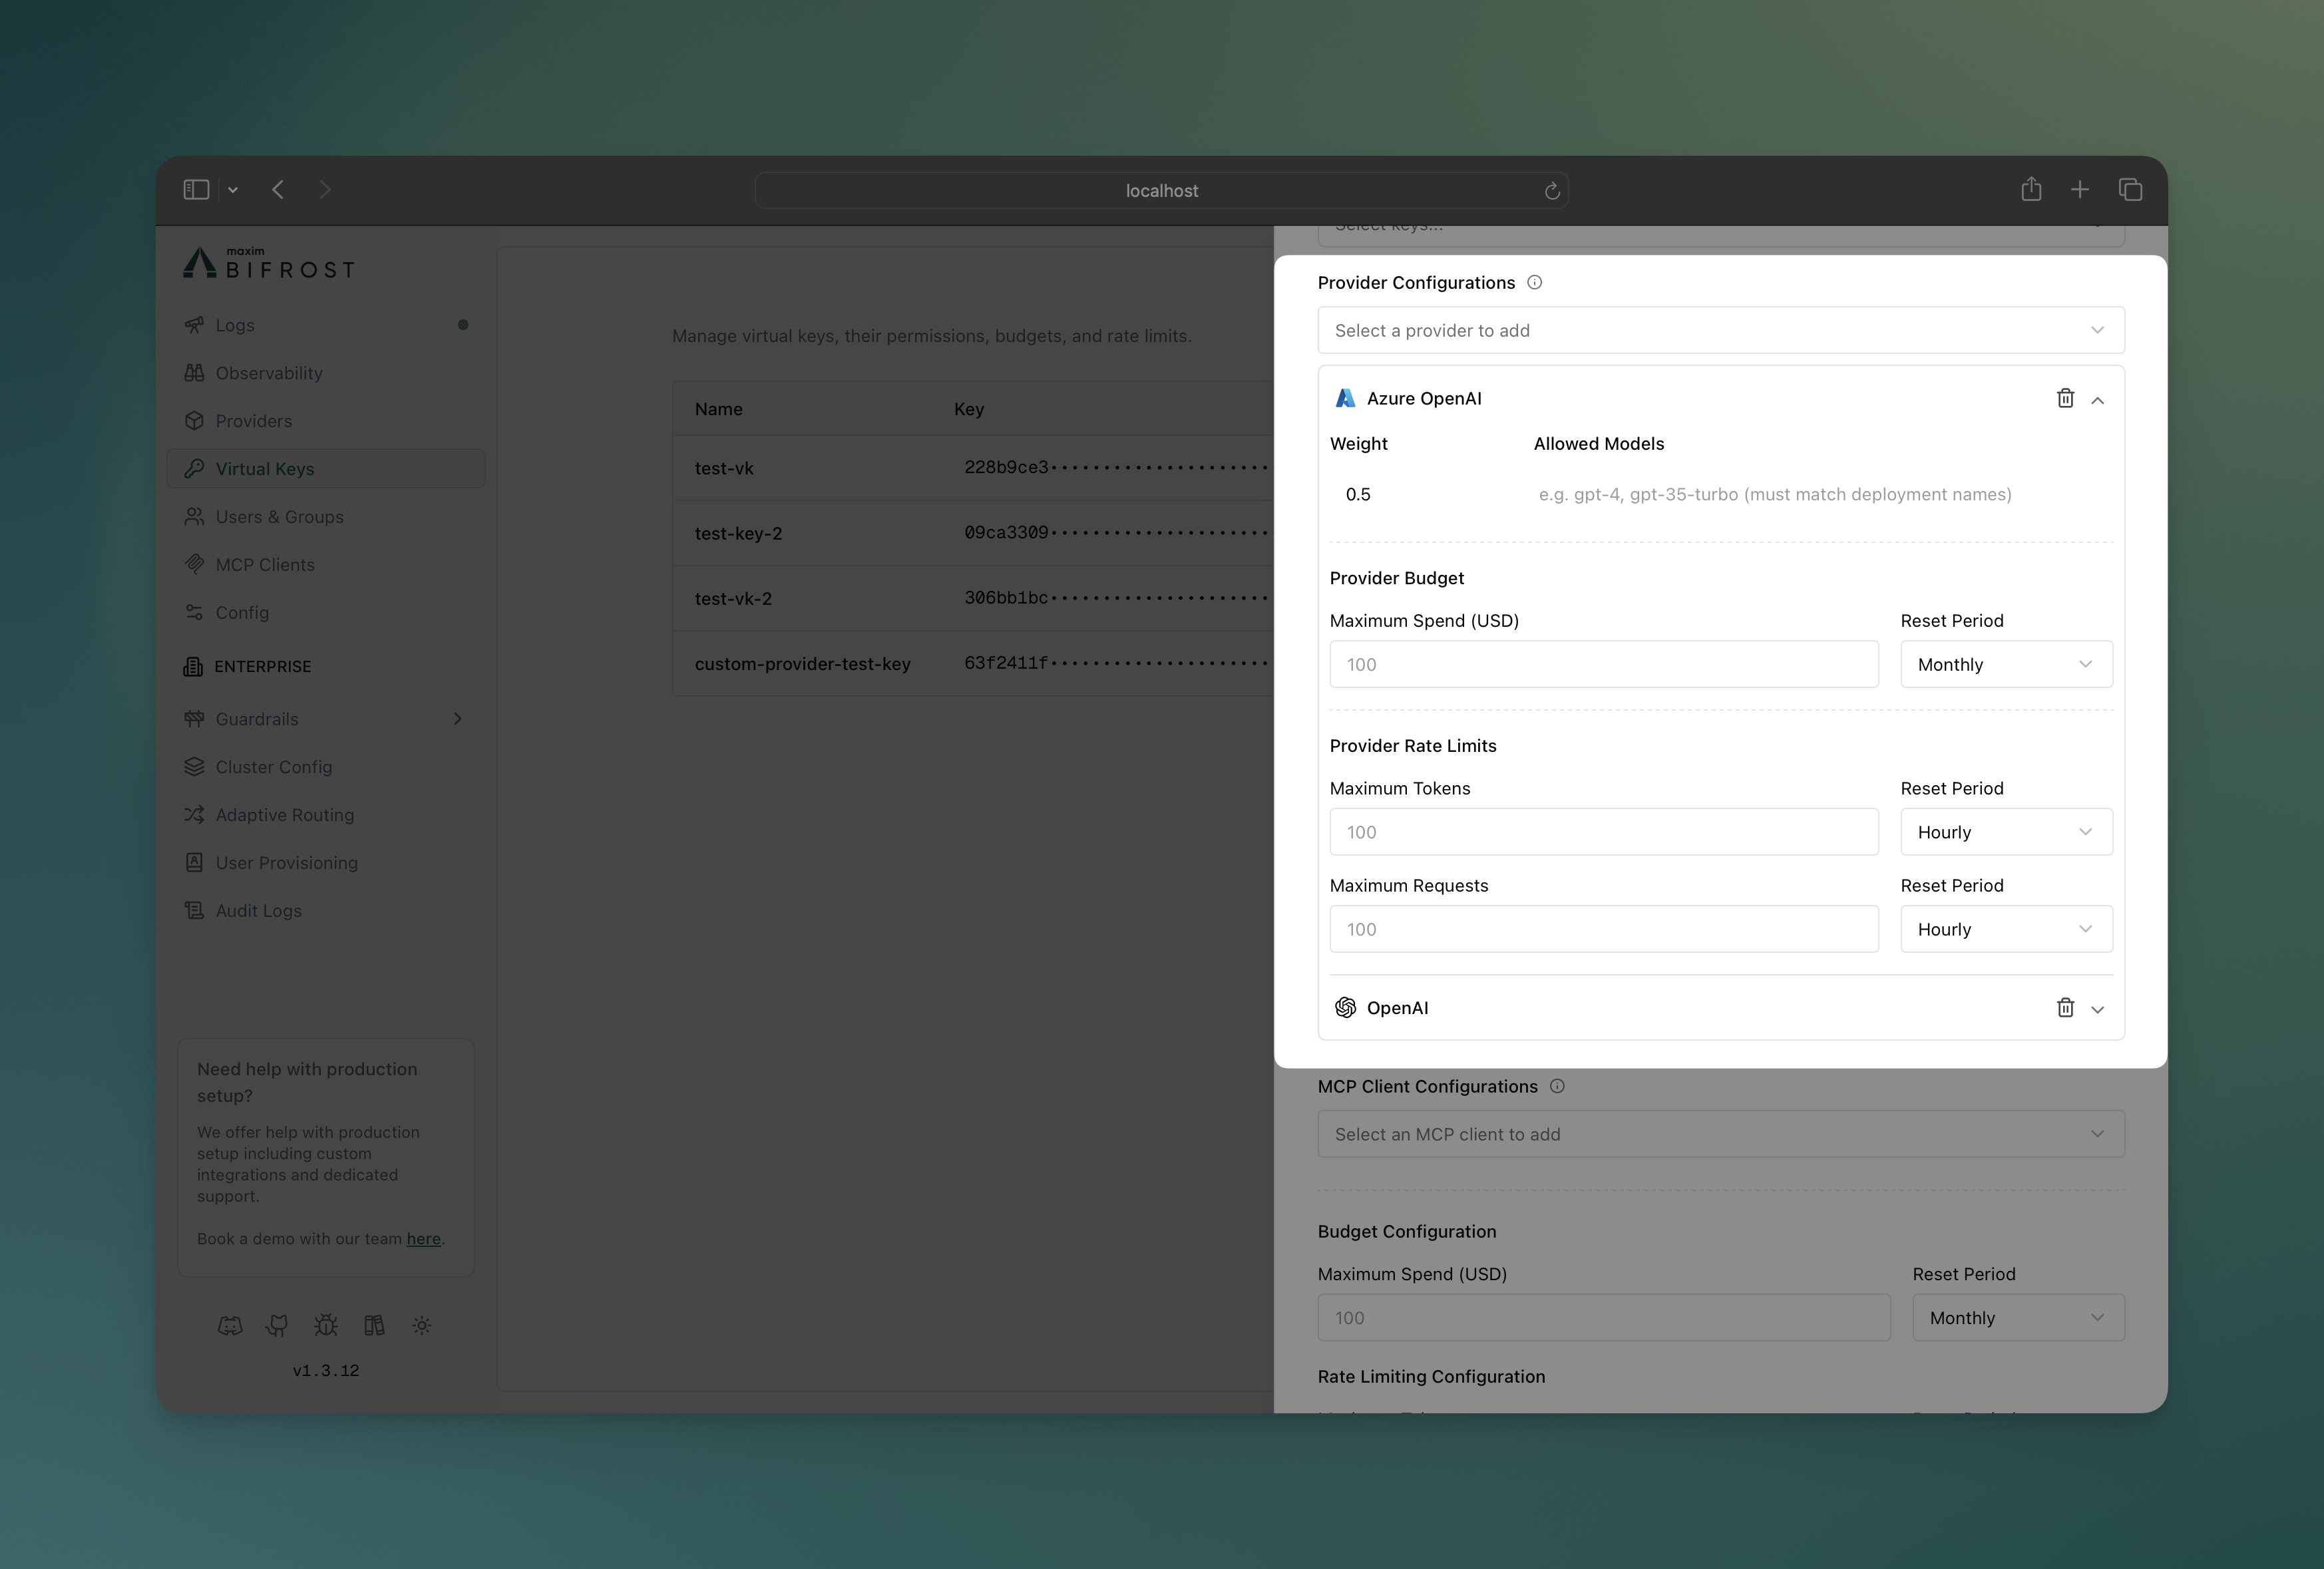 localhost
maxim
BIFROST
Logs
Observability
Providers
Virtual Keys
Users & Groups
MCP Clients
Config
ENTERPRISE
Guardrails
Cluster Config
Adaptive Routing
User Provisioning
Audit Logs
Need help with production
setup?
We offer help with production
setup including custom
integrations and dedicated
support.
Book a demo with our team here.
v1.3.12
Manage virtual keys, their permissions, budgets, and rate limits.
Name Key
test-vk 228b9ce3•••••••••••••••••••••
test-key-2 09ca3309•••••••••••••••••••••
test-vk-2 306bb1bc•••••••••••••••••••••
custom-provider-test-key 63f2411f•••••••••••••••••••••
Select keys...
Provider Configurations
Select a provider to add
Azure OpenAI
Weight Allowed Models
0.5 e.g. gpt-4, gpt-35-turbo (must match deployment names)
Provider Budget
Maximum Spend (USD) Reset Period
100 Monthly
Provider Rate Limits
Maximum Tokens Reset Period
100 Hourly
Maximum Requests Reset Period
100 Hourly
OpenAI
MCP Client Configurations
Select an MCP client to add
Budget Configuration
Maximum Spend (USD) Reset Period
100 Monthly
Rate Limiting Configuration